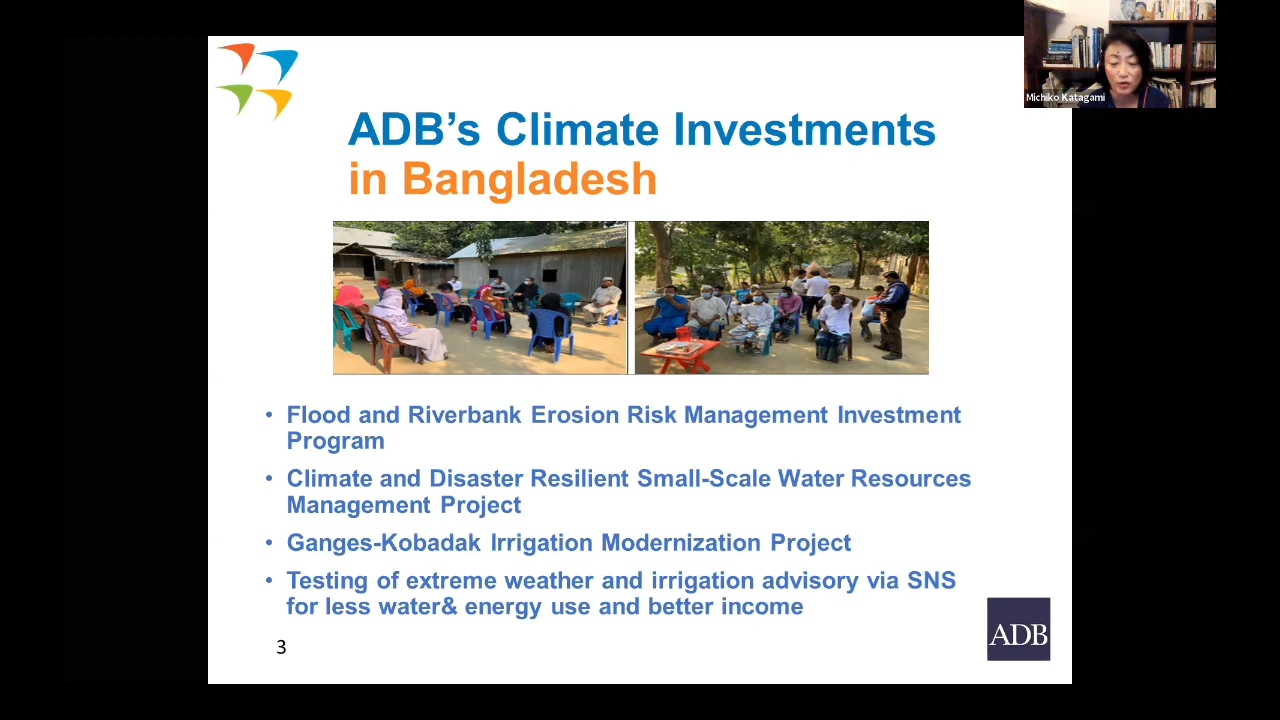 Michiko Katagami
ADB’s Climate Investments
in Bangladesh
• Flood and Riverbank Erosion Risk Management Investment
Program
• Climate and Disaster Resilient Small-Scale Water Resources
Management Project
• Ganges-Kobadak Irrigation Modernization Project
• Testing of extreme weather and irrigation advisory via SNS
for less water& energy use and better income
3
ADB